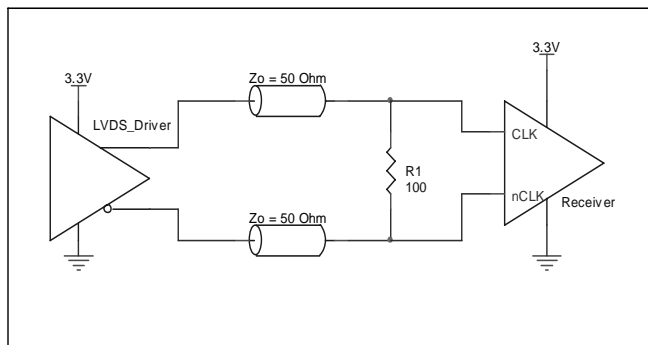 3.3V
3.3V
Zo = 50 Ohm
LVDS_Driver
CLK
R1
100
nCLK
Receiver
Zo = 50 Ohm